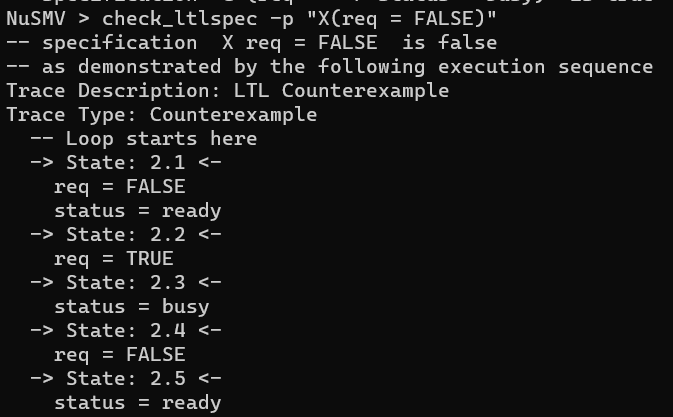 NuSMV > check_ltlspec -p "X(req = FALSE)"
-- specification  X req = FALSE  is false
-- as demonstrated by the following execution sequence
Trace Description: LTL Counterexample
Trace Type: Counterexample
  -- Loop starts here
  -> State: 2.1 <-
    req = FALSE
    status = ready
  -> State: 2.2 <-
    req = TRUE
  -> State: 2.3 <-
    status = busy
  -> State: 2.4 <-
    req = FALSE
  -> State: 2.5 <-
    status = ready